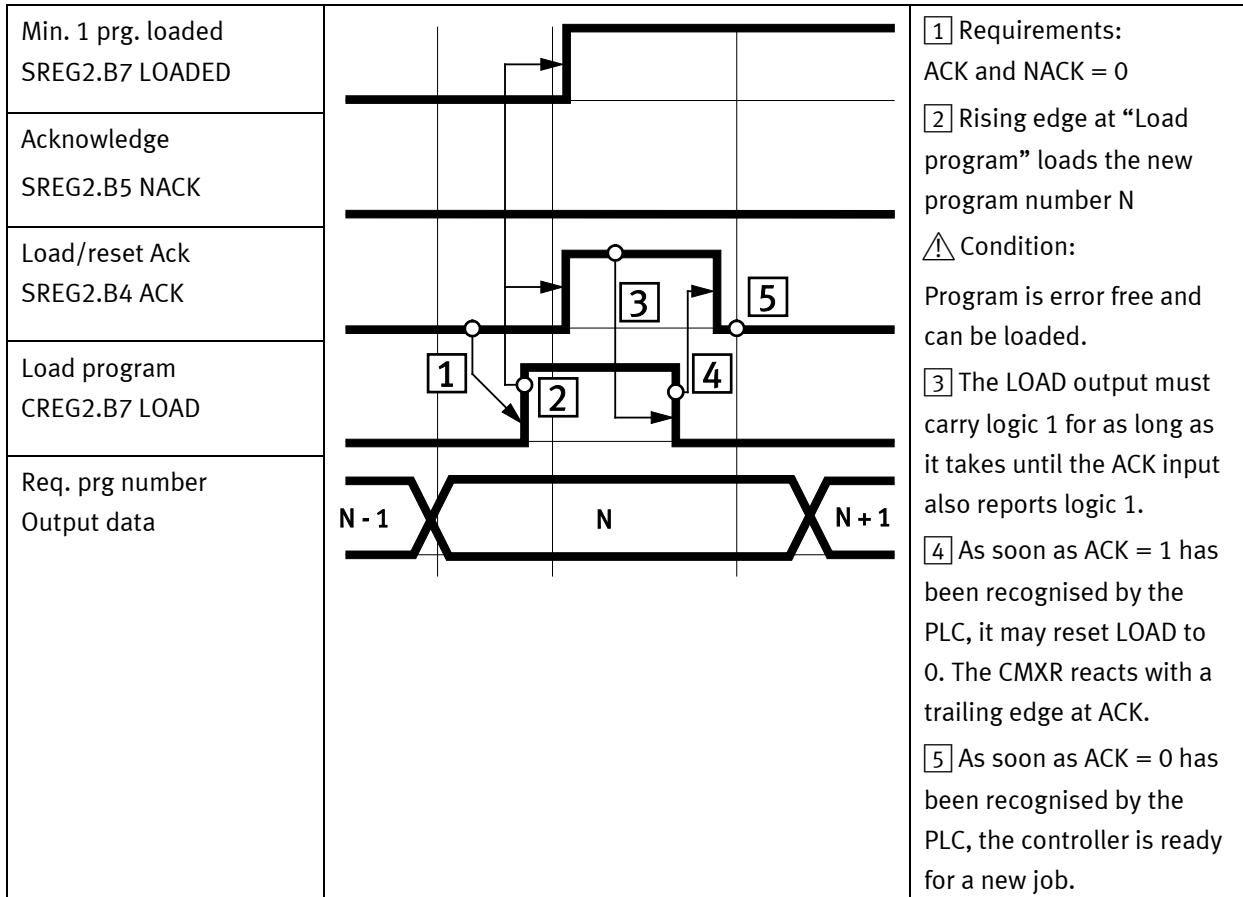 Min. 1 prg. loaded
SREG2.B7 LOADED
Acknowledge
SREG2.B5 NACK
Load/reset Ack
SREG2.B4 ACK
Load program
CREG2.B7 LOAD
Req. prg number
Output data
1
2
3
4
5
N - 1
N
N + 1
1 Requirements:
ACK and NACK = 0
2 Rising edge at “Load
program” loads the new
program number N
⚠ Condition:
Program is error free and
can be loaded.
3 The LOAD output must
carry logic 1 for as long as
it takes until the ACK input
also reports logic 1.
4 As soon as ACK = 1 has
been recognised by the
PLC, it may reset LOAD to
0. The CMXR reacts with a
trailing edge at ACK.
5 As soon as ACK = 0 has
been recognised by the
PLC, the controller is ready
for a new job.